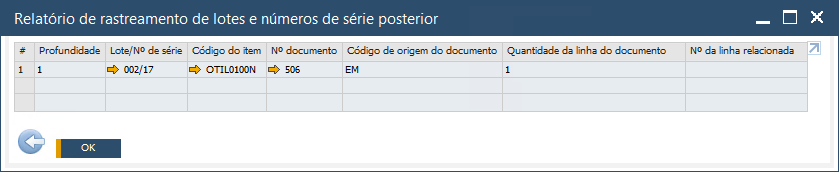 Relatório de rastreamento de lotes e números de série posterior
# Profundidade Lote/Nº de série Código do item Nº documento Código de origem do documento Quantidade da linha do documento Nº da linha relacionada
1 1 002/17 OTIL0100N 506 EM 1
OK